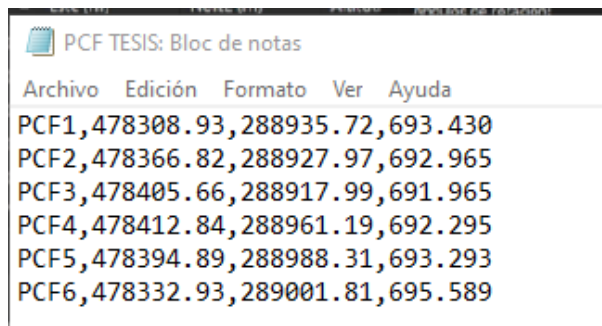 PCF TESIS: Bloc de notas
Archivo Edición Formato Ver Ayuda
PCF1,478308.93,288935.72,693.430
PCF2,478366.82,288927.97,692.965
PCF3,478405.66,288917.99,691.965
PCF4,478412.84,288961.19,692.295
PCF5,478394.89,288988.31,693.293
PCF6,478332.93,289001.81,695.589